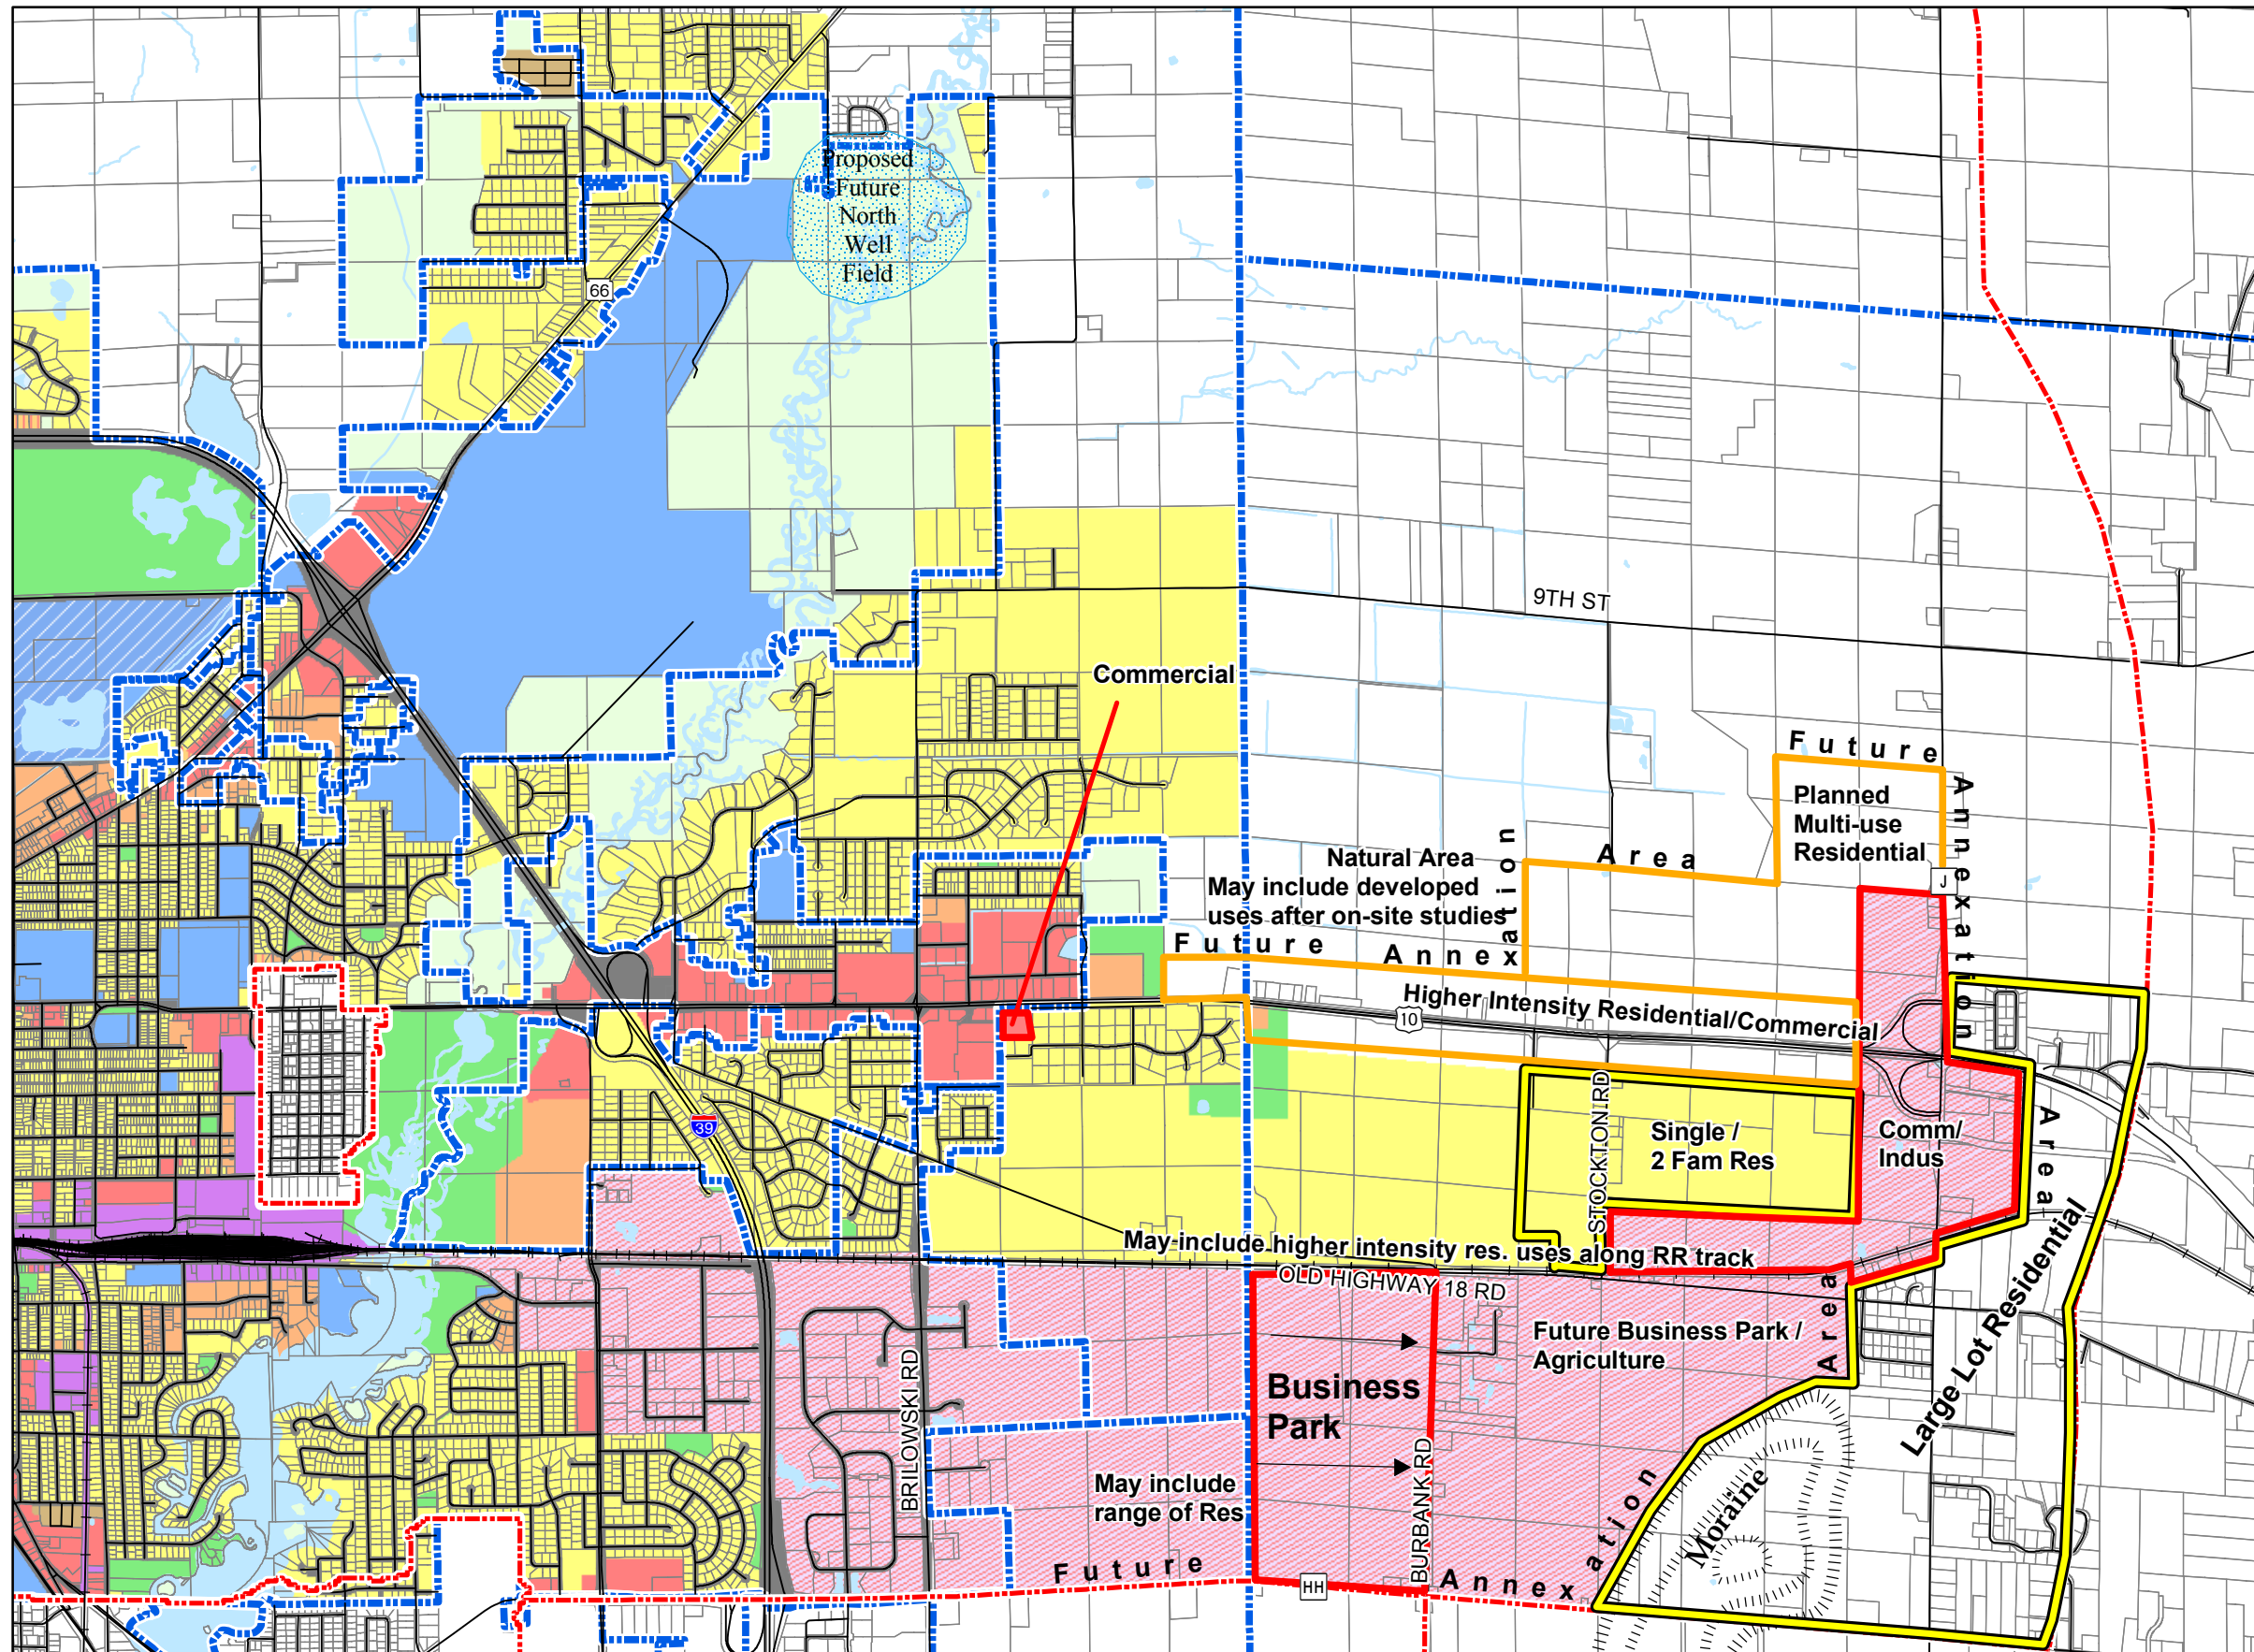 Proposed
Future
North
Well
Field
66
9TH ST
Commercial
Future
Annexation
Planned
Multi-use
Residential
J
Area
Annexation
Natural Area
May include developed
uses after on-site studies
Future
Annex
Higher Intensity Residential/Commercial
10
39
STOCKTON RD
Single /
2 Fam Res
Comm/
Indus
Area
May include higher intensity res. uses along RR track
OLD HIGHWAY 18 RD
Large Lot Residential
Area
Future Business Park /
Agriculture
Business
Park
BRILOWSKI RD
BURBANK RD
May include
range of Res
Moraine
Future
HH
Annexation